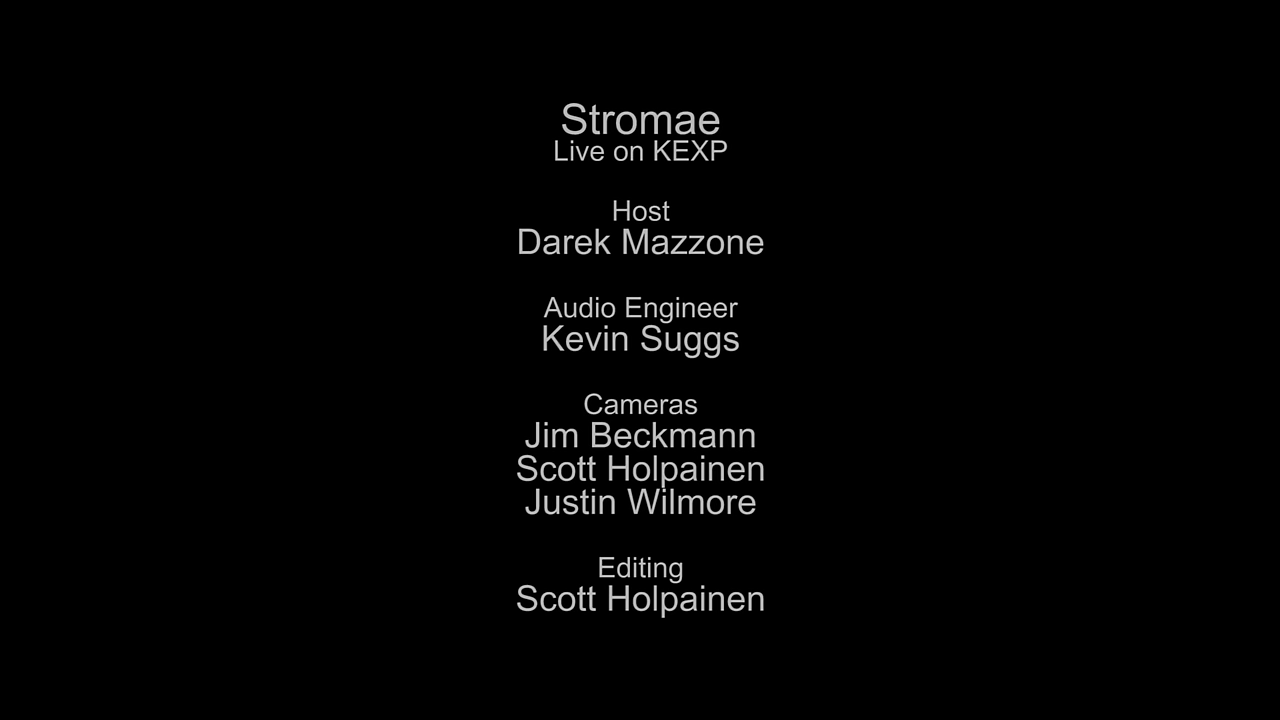 Stromae
Live on KEXP
Host
Darek Mazzone
Audio Engineer
Kevin Suggs
Cameras
Jim Beckmann
Scott Holpainen
Justin Wilmore
Editing
Scott Holpainen